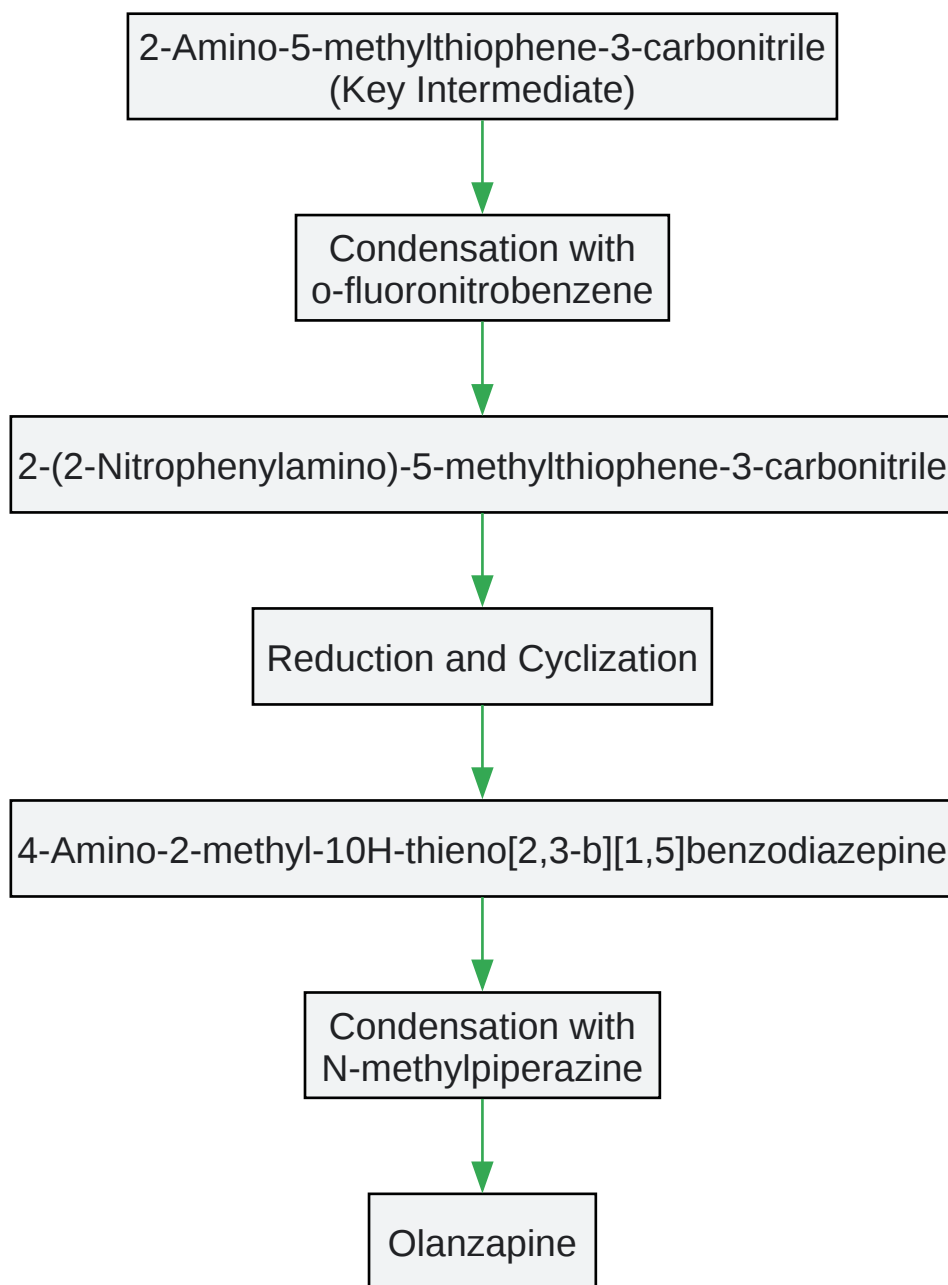 2-Amino-5-methylthiophene-3-carbonitrile
(Key Intermediate)
Condensation with
o-fluoronitrobenzene
2-(2-Nitrophenylamino)-5-methylthiophene-3-carbonitrile
Reduction and Cyclization
4-Amino-2-methyl-10H-thieno[2,3-b][1,5]benzodiazepine
Condensation with
N-methylpiperazine
Olanzapine